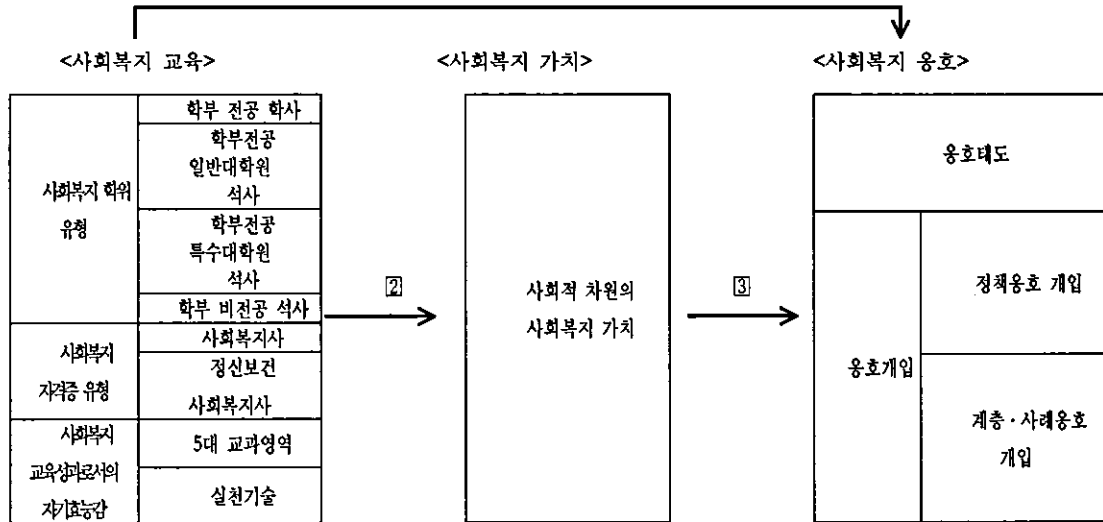 <사회복지 교육>
<사회복지 가치>
<사회복지 옹호>
사회복지 학위
유형
학부 전공 학사
학부전공
일반대학원
석사
학부전공
특수대학원
석사
학부 비전공 석사
사회복지
자격증 유형
사회복지사
정신보건
사회복지사
사회복지
교육성과로서의
자기효능감
5대 교과영역
실천기술
2
사회적 차원의
사회복지 가치
3
옹호태도
옹호개입
정책옹호 개입
계층·사례옹호
개입